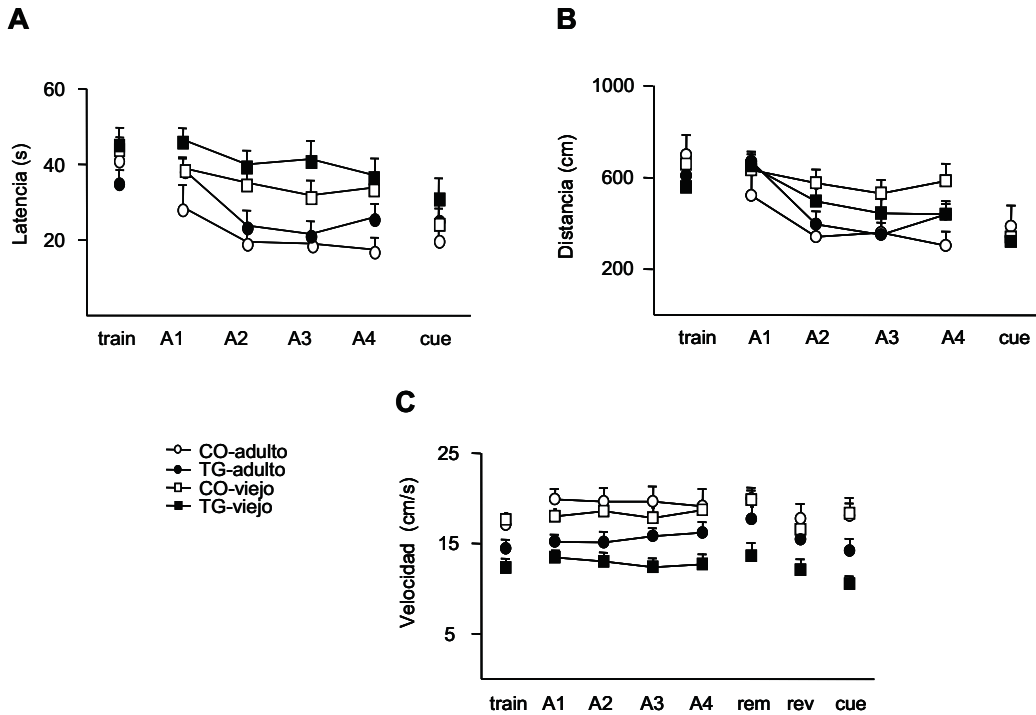 A
Latencia (s)
60
40
20
train A1 A2 A3 A4 cue
B
Distancia (cm)
1000
600
200
train A1 A2 A3 A4 cue
C
CO-adulto
TG-adulto
CO-viejo
TG-viejo
Velocidad (cm/s)
25
15
5
train A1 A2 A3 A4 rem rev cue